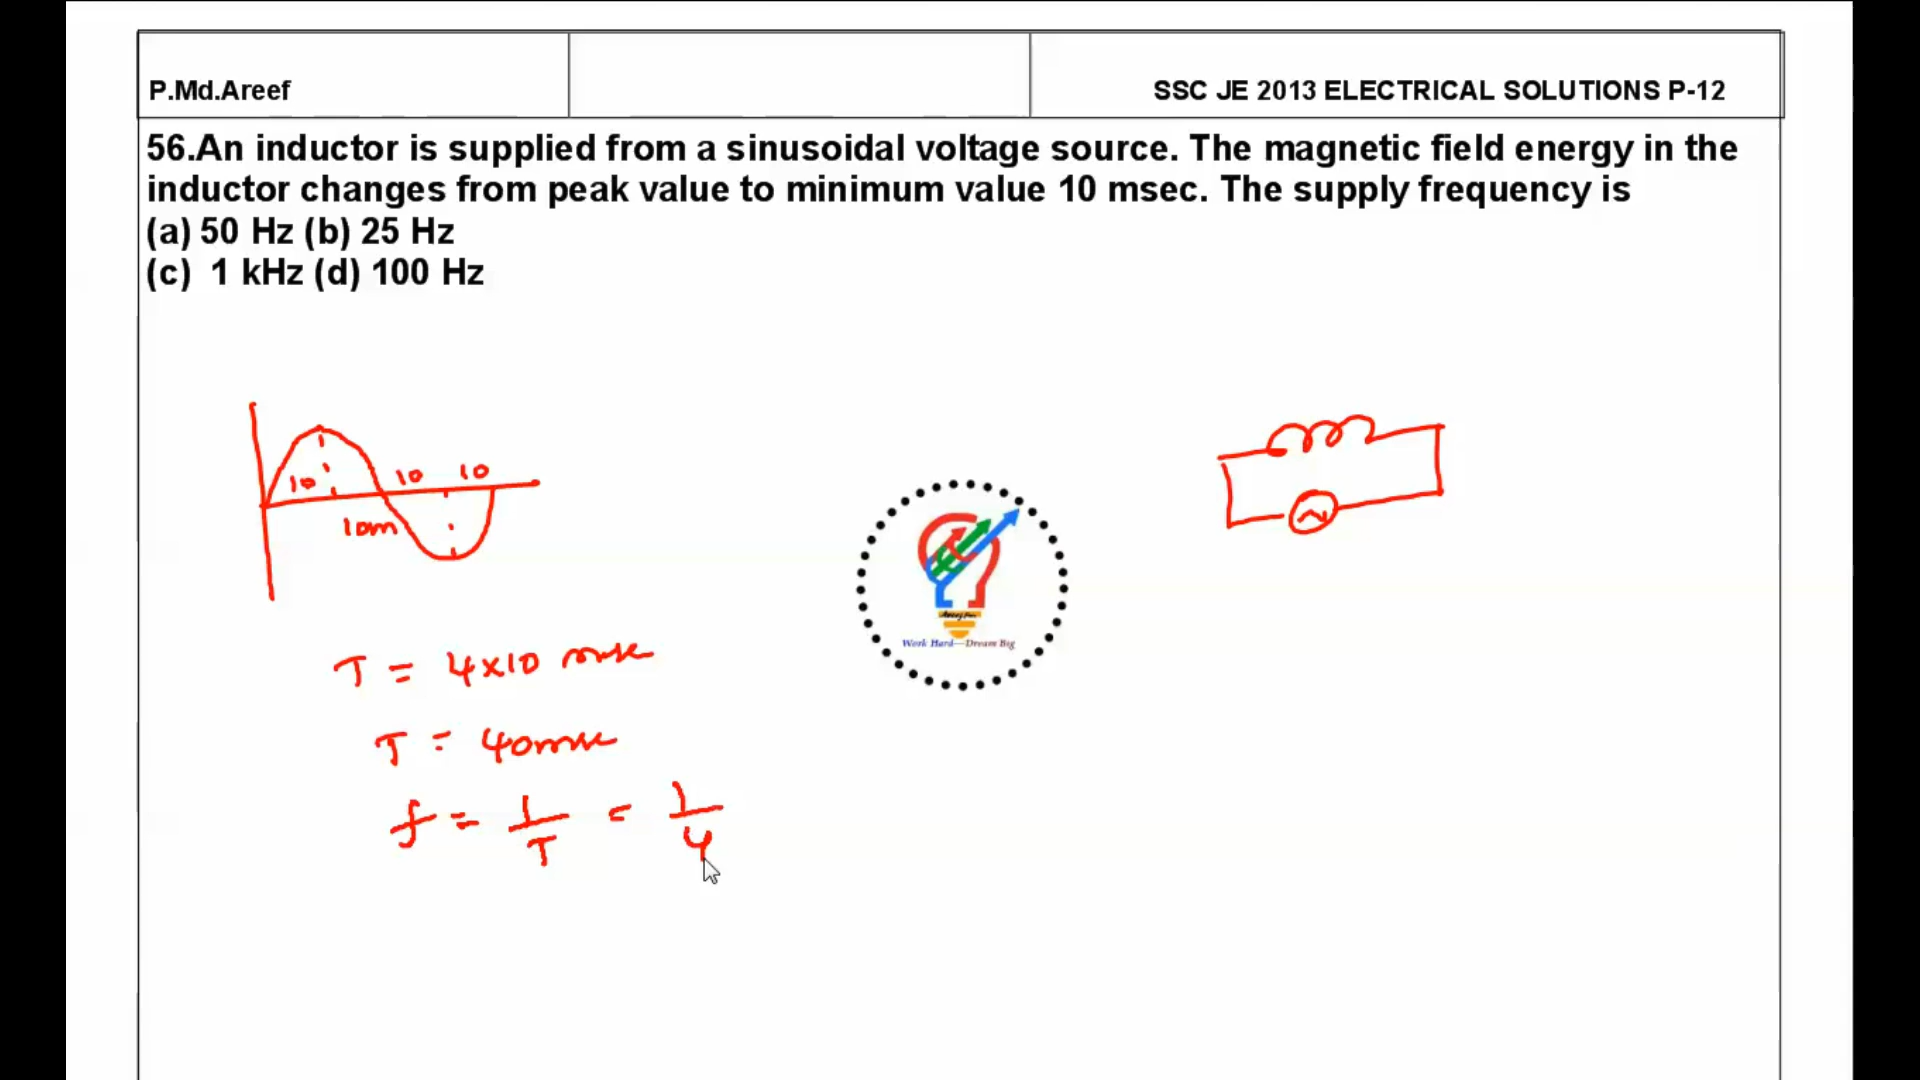 P.Md.Areef
SSC JE 2013 ELECTRICAL SOLUTIONS P-12
56.An inductor is supplied from a sinusoidal voltage source. The magnetic field energy in the
inductor changes from peak value to minimum value 10 msec. The supply frequency is
(a) 50 Hz (b) 25 Hz
(c) 1 kHz (d) 100 Hz
10 10 10
10m
Work Hard---Dream Big
T = 4x10 msec
T = 40msec
f = 1/T = 1/4